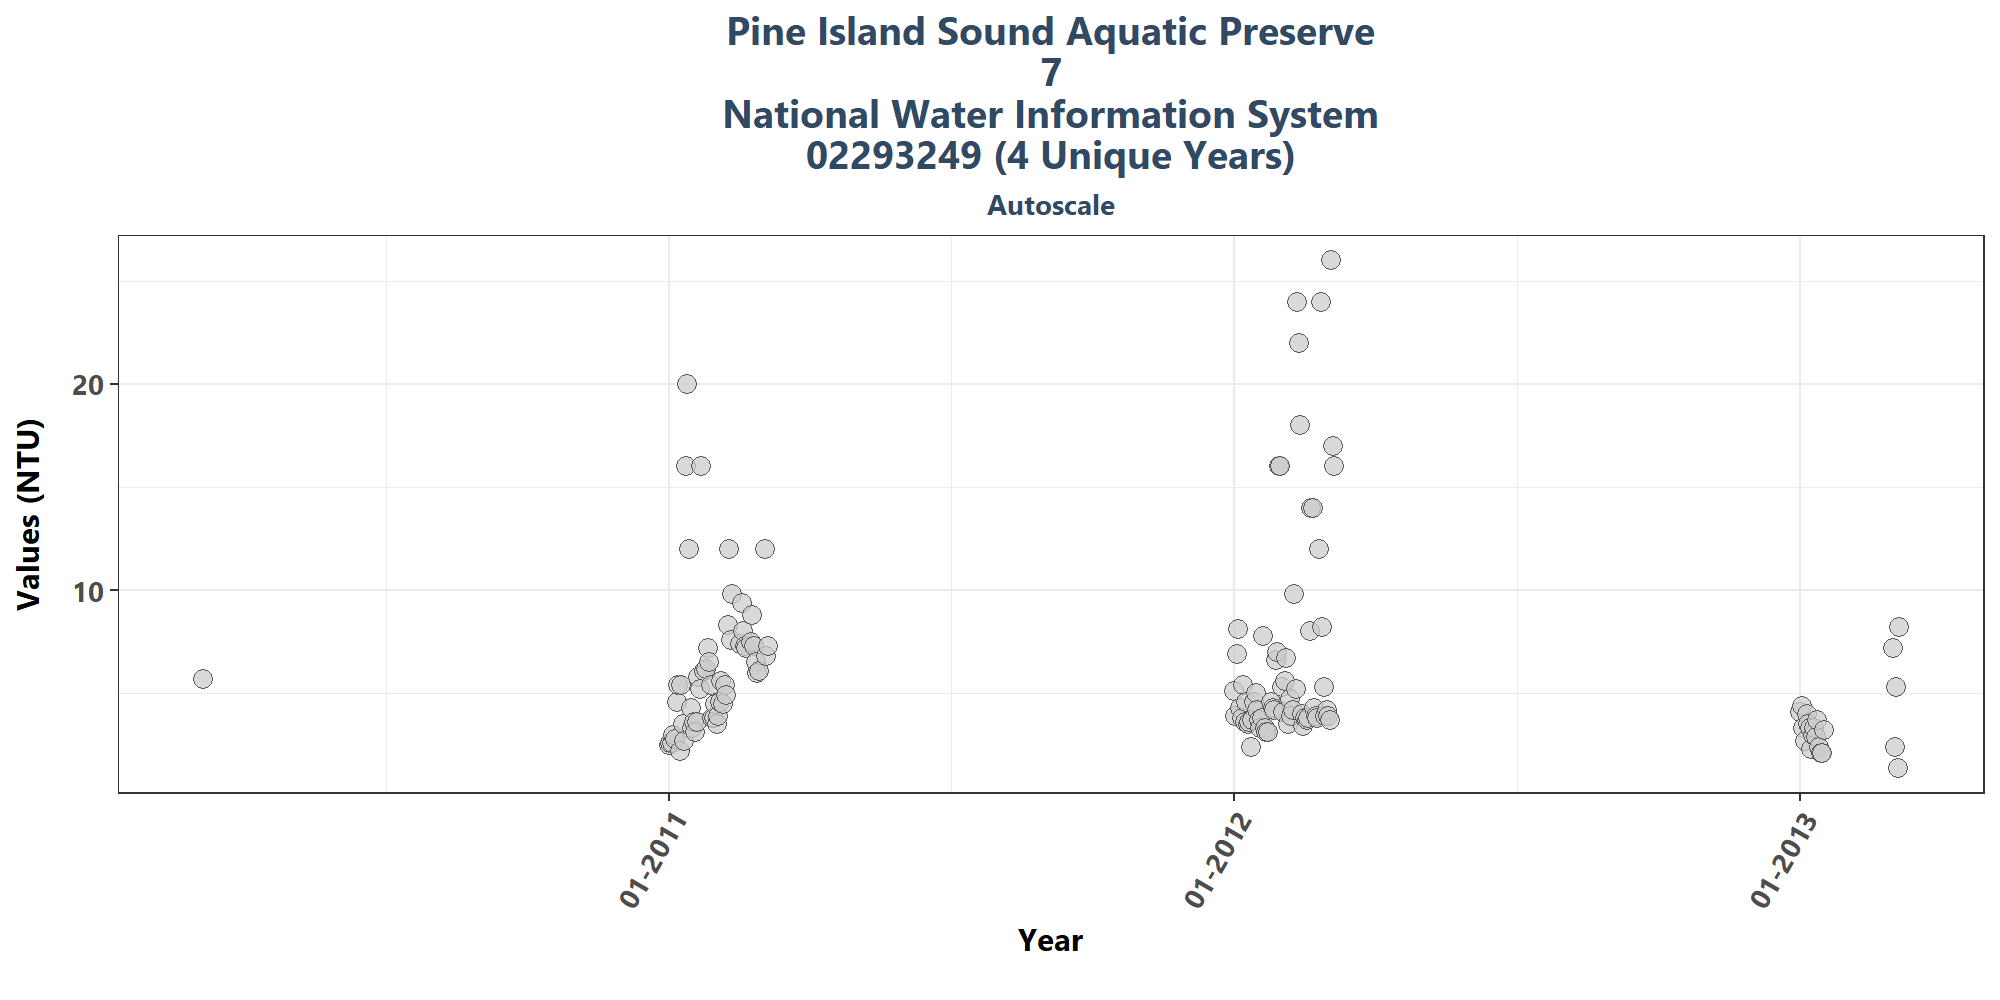 Pine Island Sound Aquatic Preserve
7
National Water Information System
02293249 (4 Unique Years)
Autoscale
Values (NTU)
20
10
01-2011
01-2012
01-2013
Year